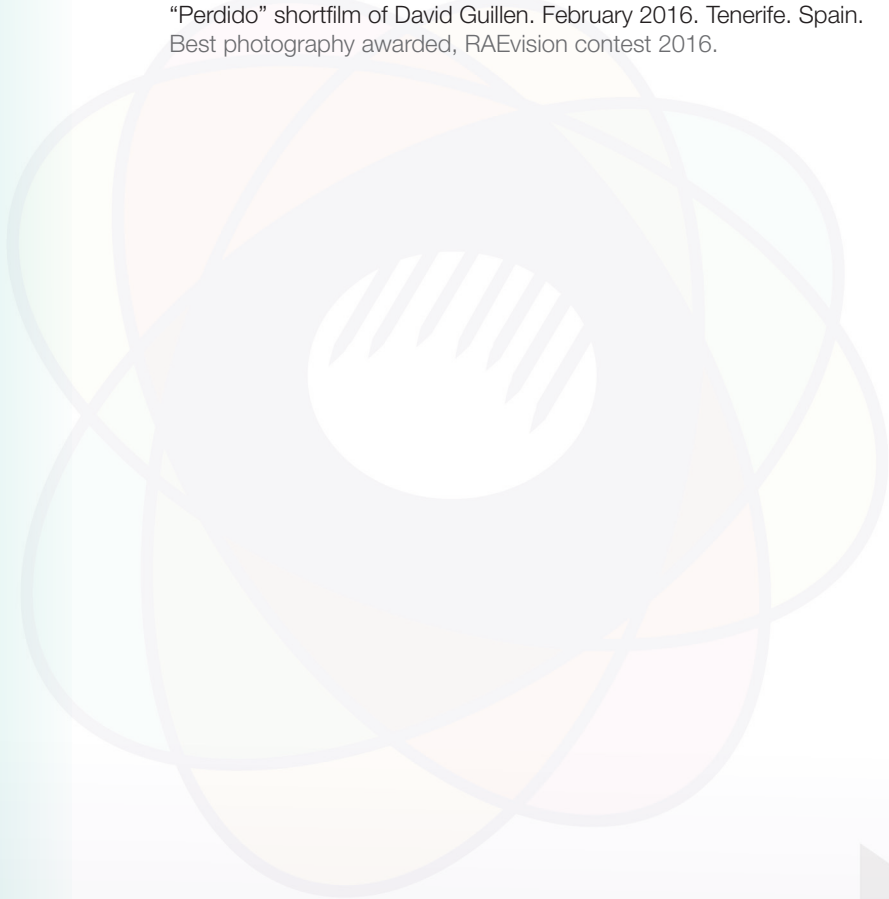 “Perdido” shortfilm of David Guillen. February 2016. Tenerife. Spain.
Best photography awarded, RAEvision contest 2016.